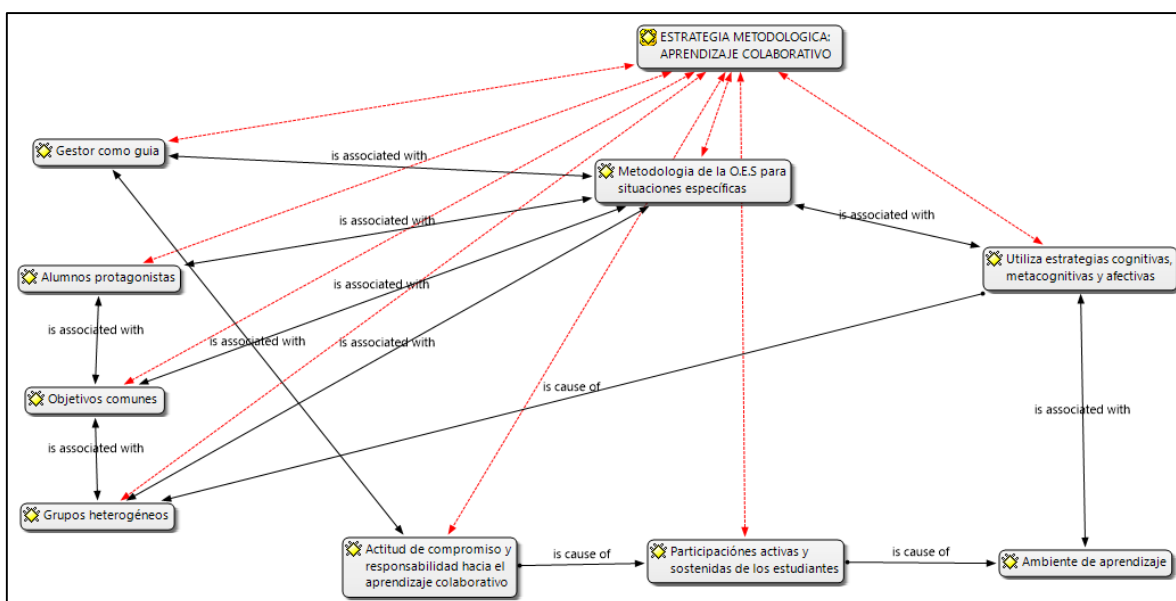 ESTRATEGIA METODOLOGICA:
APRENDIZAJE COLABORATIVO
Gestor como guia
is associated with
Metodologia de la O.E.S para
situaciones específicas
is associated with
is associated with
Utiliza estrategias cognitivas,
metacognitivas y afectivas
Alumnos protagonistas
is associated with
is associated with
is associated with
is associated with
is cause of
Objetivos comunes
is associated with
is associated with
Grupos heterogéneos
Actitud de compromiso y
responsabilidad hacia el
aprendizaje colaborativo
is cause of
Participaciónes activas y
sostenidas de los estudiantes
is cause of
Ambiente de aprendizaje